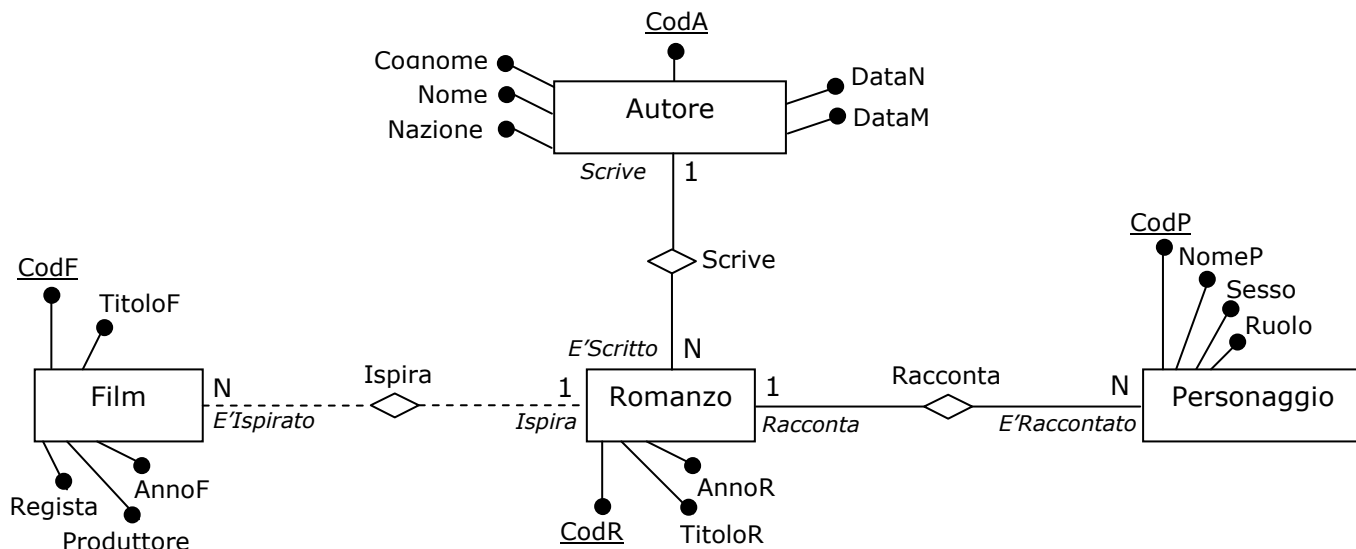 CodA
Cognome
Nome
Nazione
Autore
DataN
DataM
Scrive
1
Scrive
E'Scritto
N
CodF
TitoloF
Film
N
E'Ispirato
Ispira
1
Ispira
Romanzo
1
Racconta
Racconta
N
E'Raccontato
Personaggio
CodP
NomeP
Sesso
Ruolo
Regista
Produttore
AnnoF
CodR
TitoloR
AnnoR